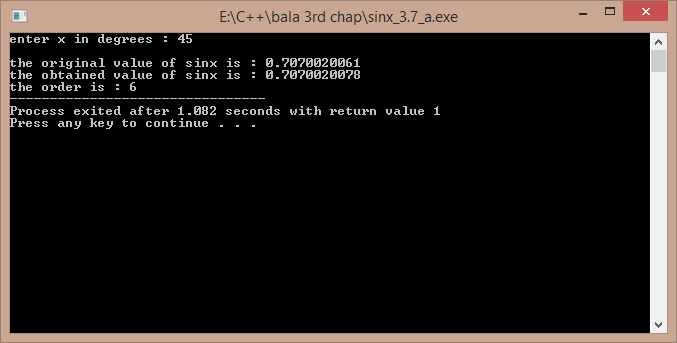 E:\C++\bala 3rd chap\sinx_3.7_a.exe
enter x in degrees : 45
the original value of sinx is : 0.7070020061
the obtained value of sinx is : 0.7070020078
the order is : 6
--------------------------------
Process exited after 1.082 seconds with return value 1
Press any key to continue . . .